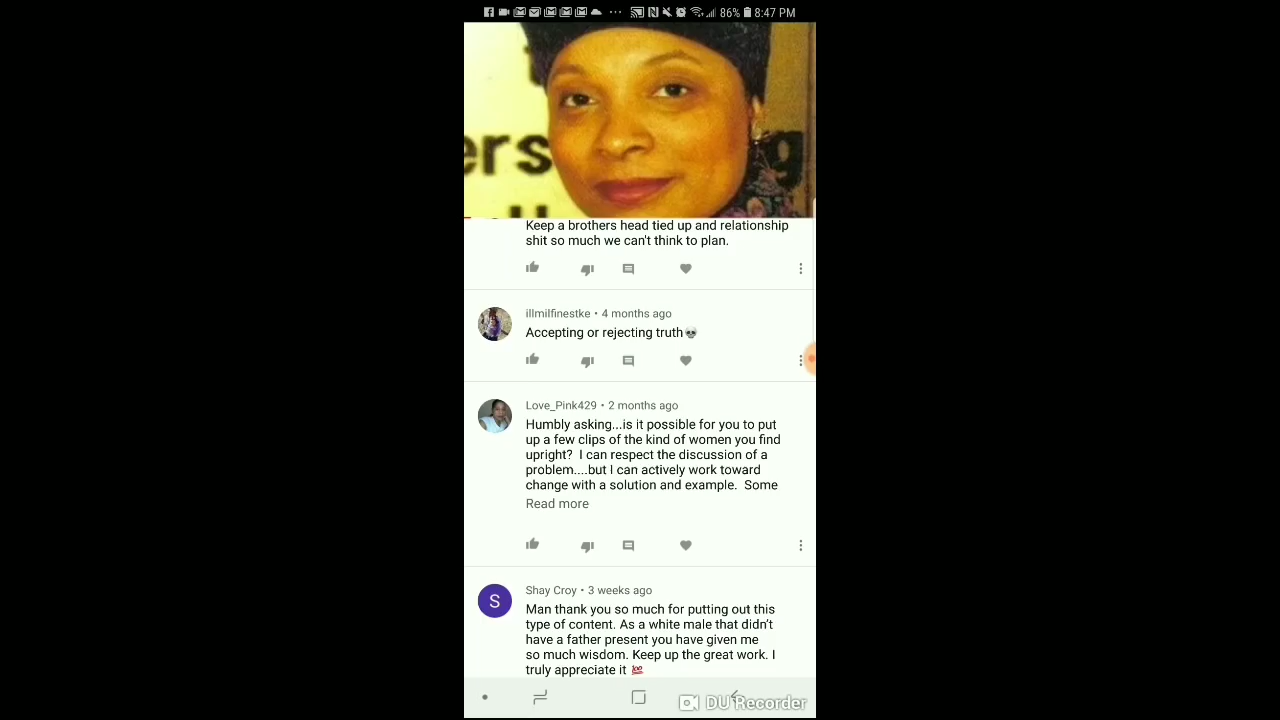 86% 8:47 PM
ers
g
Keep a brothers head tied up and relationship
shit so much we can't think to plan.
illmilfinestke • 4 months ago
Accepting or rejecting truth💀
Love_Pink429 • 2 months ago
Humbly asking...is it possible for you to put
up a few clips of the kind of women you find
upright?  I can respect the discussion of a
problem....but I can actively work toward
change with a solution and example.  Some
Read more
S
Shay Croy • 3 weeks ago
Man thank you so much for putting out this
type of content. As a white male that didn't
have a father present you have given me
so much wisdom. Keep up the great work. I
truly appreciate it 💯
DU Recorder